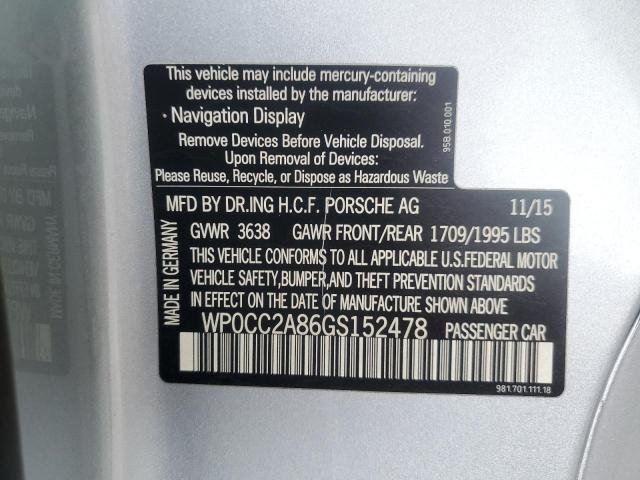 This vehicle may include mercury-containing
devices installed by the manufacturer:
· Navigation Display
Remove Devices Before Vehicle Disposal.
Upon Removal of Devices:
Please Reuse, Recycle, or Dispose as Hazardous Waste
95B.010.001
MFD BY DR.ING H.C.F. PORSCHE AG 11/15
GVWR 3638 GAWR FRONT/REAR 1709/1995 LBS
THIS VEHICLE CONFORMS TO ALL APPLICABLE U.S.FEDERAL MOTOR
VEHICLE SAFETY,BUMPER,AND THEFT PREVENTION STANDARDS
IN EFFECT ON THE DATE OF MANUFACTURE SHOWN ABOVE.
WP0CC2A86GS152478 PASSENGER CAR
MADE IN GERMANY
981.701.111.18